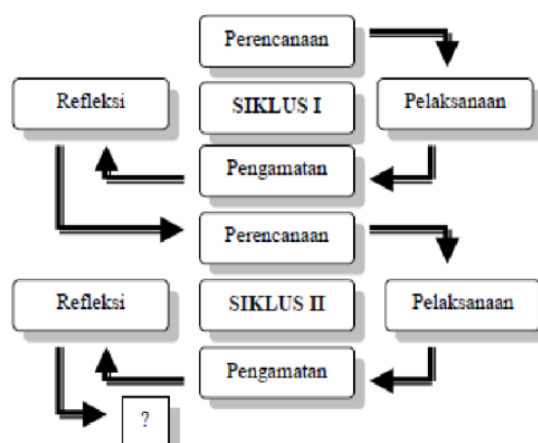 Perencanaan
Refleksi
SIKLUS I
Pelaksanaan
Pengamatan
Perencanaan
Refleksi
SIKLUS II
Pelaksanaan
Pengamatan
?